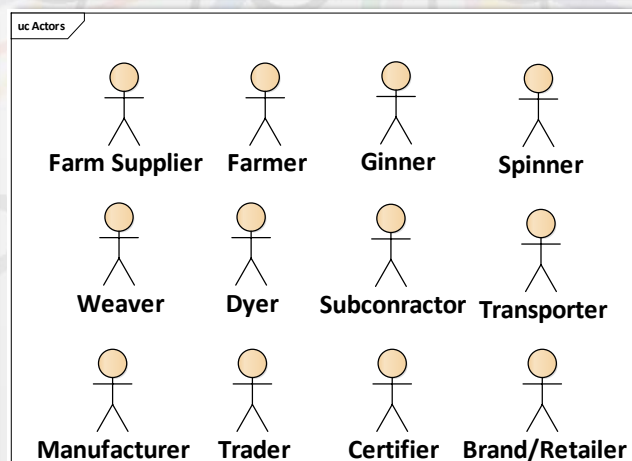 uc Actors
Farm Supplier Farmer Ginner Spinner
Weaver Dyer Subconractor Transporter
Manufacturer Trader Certifier Brand/Retailer